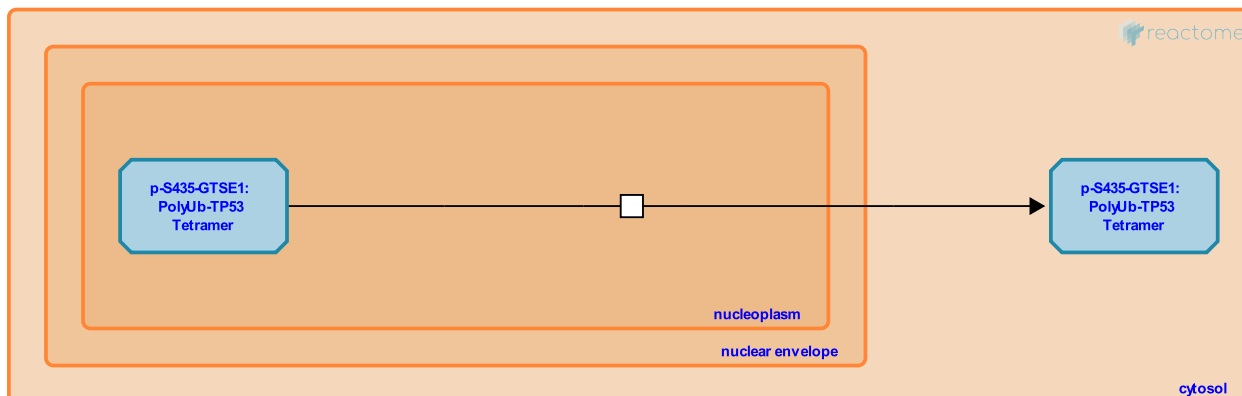 reactome
p-S435-GTSE1:
PolyUb-TP53
Tetramer
p-S435-GTSE1:
PolyUb-TP53
Tetramer
nucleoplasm
nuclear envelope
cytosol